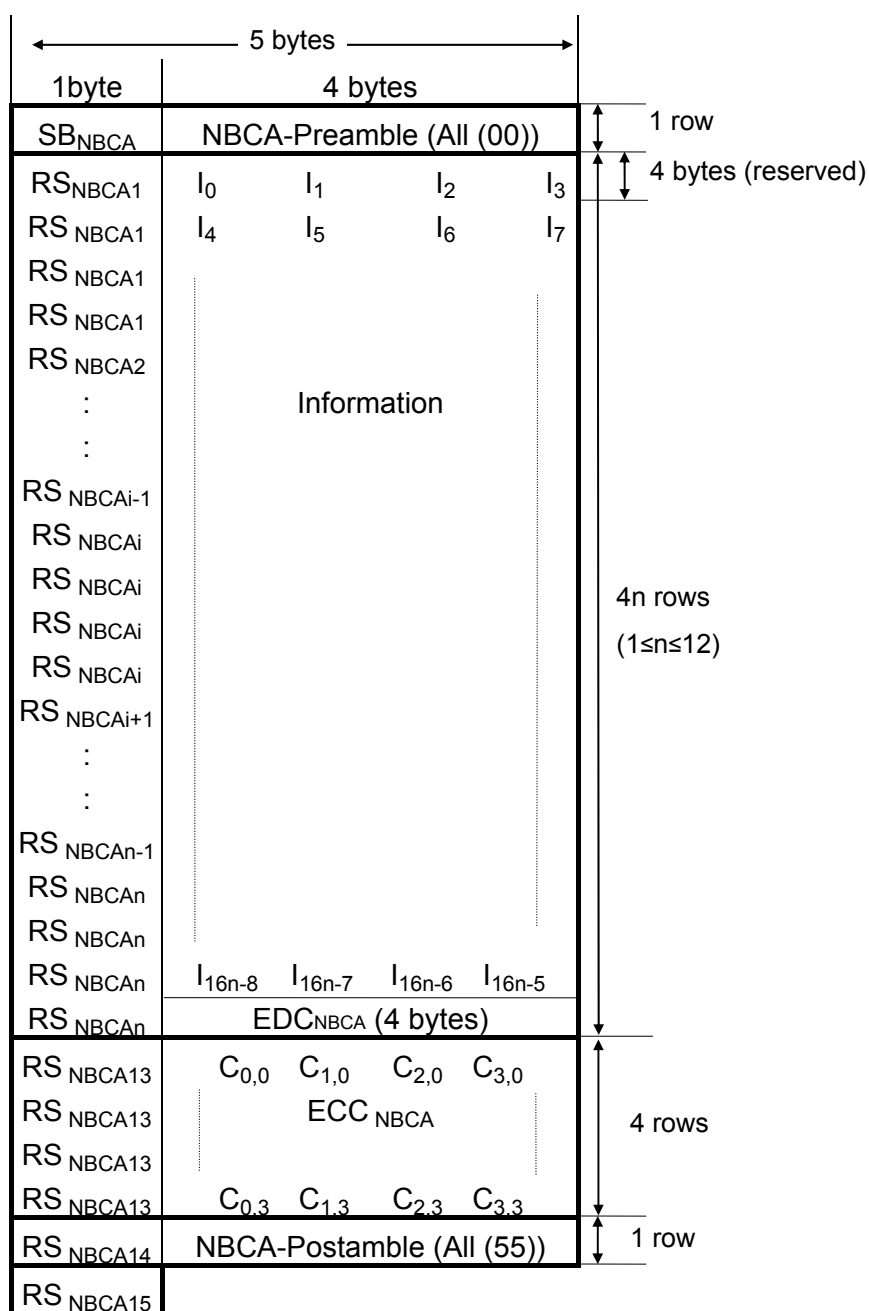 5 bytes
1byte 4 bytes
SB NBCA NBCA-Preamble (All (00)) 1 row
RS NBCA1 I0 I1 I2 I3 4 bytes (reserved)
RS NBCA1 I4 I5 I6 I7
RS NBCA1
RS NBCA1
RS NBCA2
: Information
:
RS NBCAi-1
RS NBCAi
RS NBCAi
RS NBCAi
RS NBCAi
4n rows
(1≤n≤12)
RS NBCAi+1
:
:
RS NBCAn-1
RS NBCAn
RS NBCAn
RS NBCAn I16n-8 I16n-7 I16n-6 I16n-5
RS NBCAn EDCNBCA (4 bytes)
RS NBCA13 C0,0 C1,0 C2,0 C3,0
RS NBCA13 ECC NBCA 4 rows
RS NBCA13
RS NBCA13 C0,3 C1,3 C2,3 C3,3
RS NBCA14 NBCA-Postamble (All (55)) 1 row
RS NBCA15